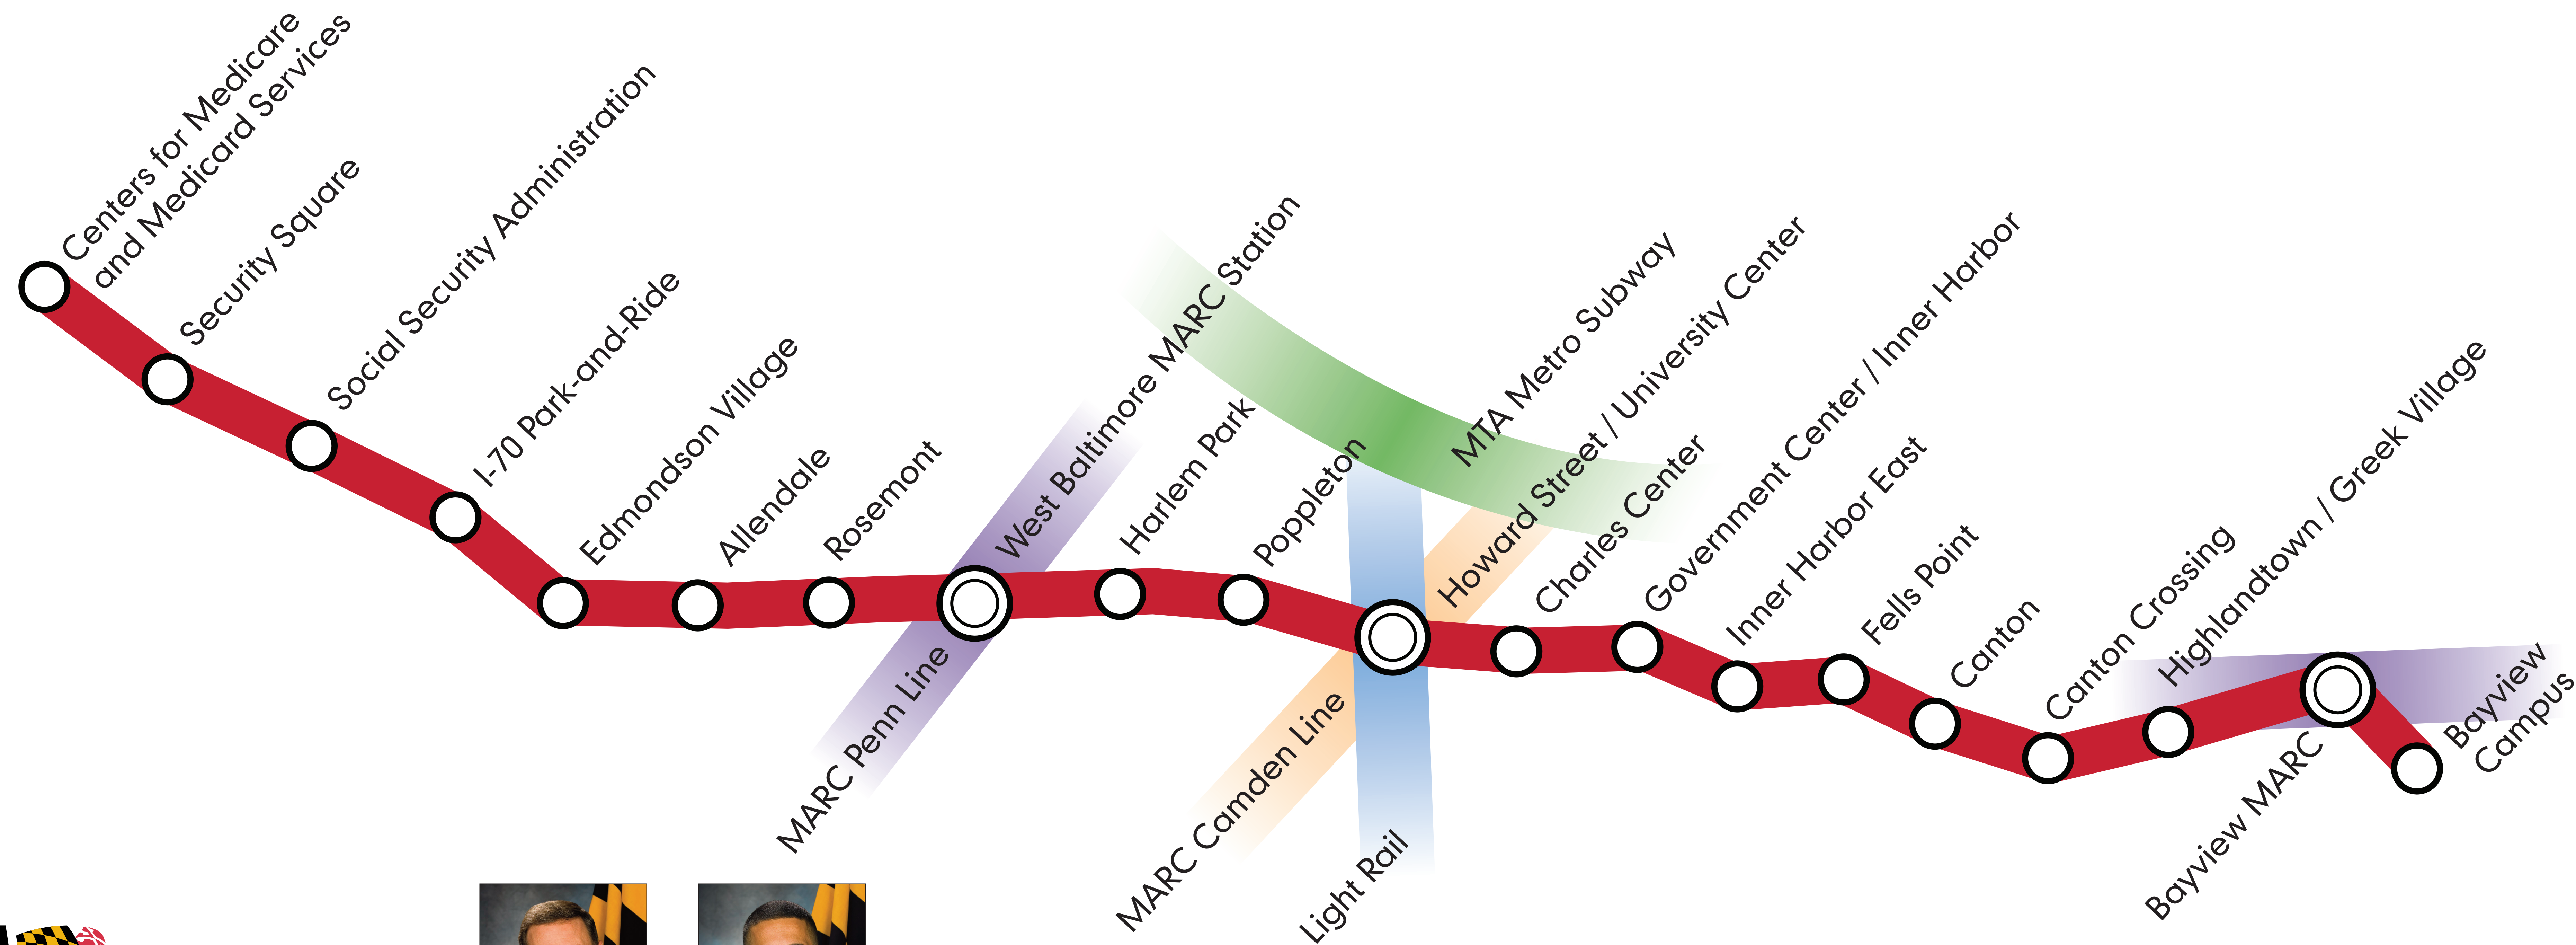 Centers for Medicare
and Medicard Services
Security Square
Social Security Administration
I-70 Park-and-Ride
Edmondson Village
Allendale
Rosemont
West Baltimore MARC Station
MARC Penn Line
Harlem Park
Poppleton
MTA Metro Subway
Howard Street / University Center
MARC Camden Line
Light Rail
Charles Center
Government Center / Inner Harbor
Inner Harbor East
Fells Point
Canton
Canton Crossing
Highlandtown / Greek Village
Bayview MARC
Bayview
Campus